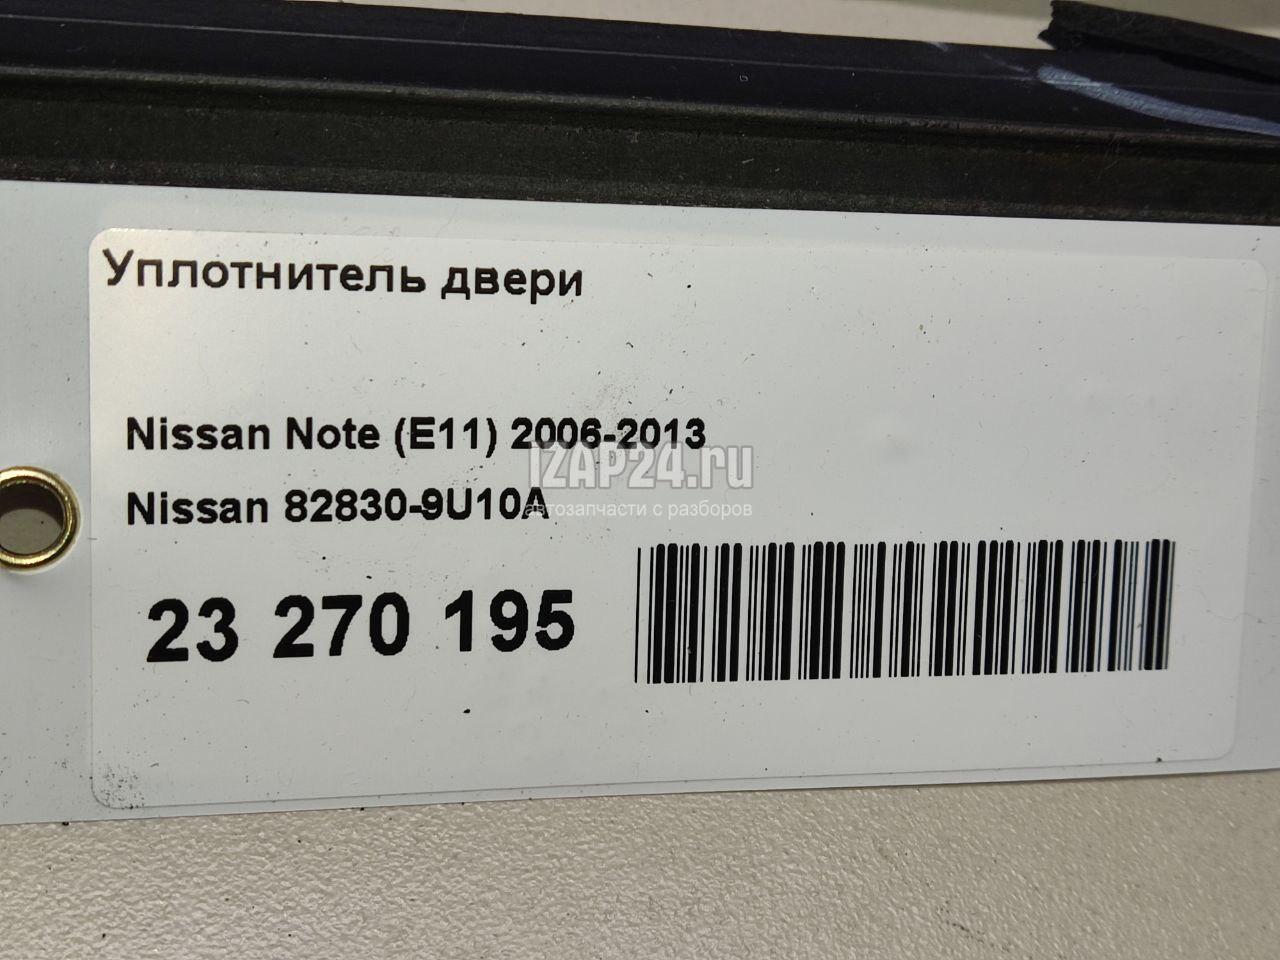 Уплотнитель двери
Nissan Note (E11) 2006-2013
iZAP24.ru
Nissan 82830-9U10A
автозапчасти с разборов
23 270 195